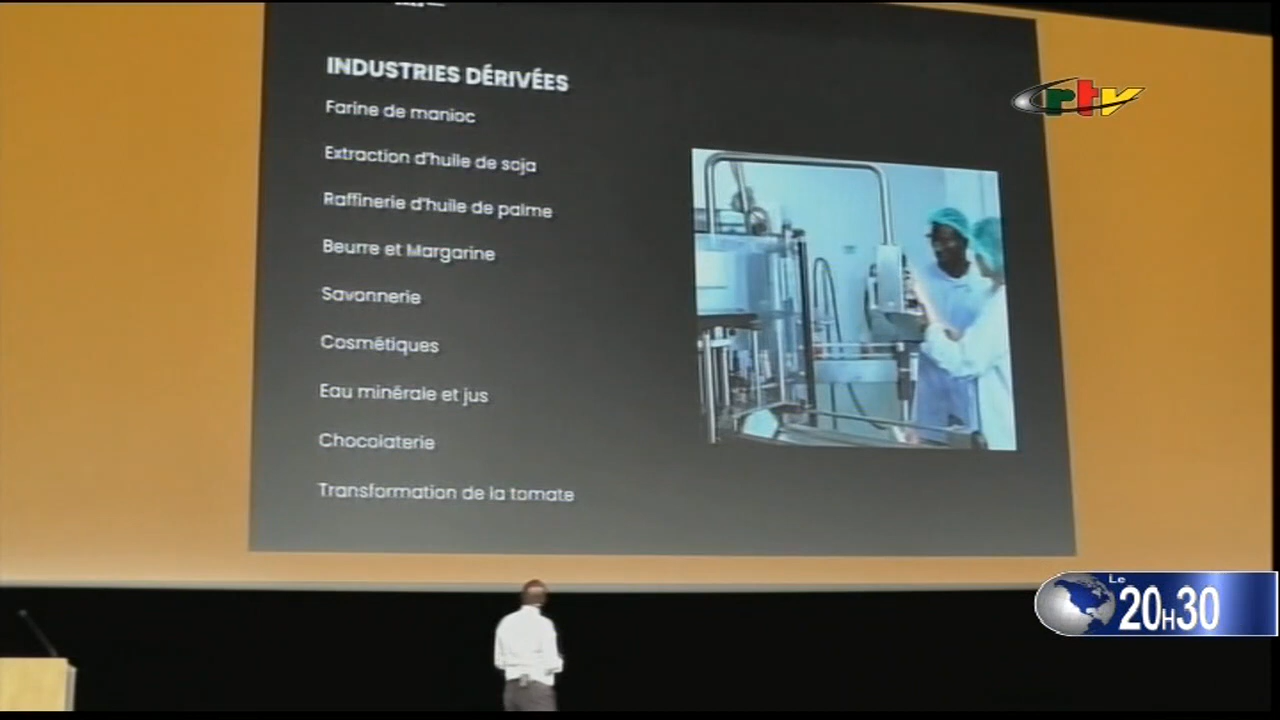 INDUSTRIES DÉRIVÉES
Farine de manioc
Extraction d'huile de soja
Raffinerie d'huile de palme
Beurre et Margarine
Savonnerie
Cosmétiques
Eau minérale et jus
Chocolaterie
Transformation de la tomate
crtv
Le
20H30